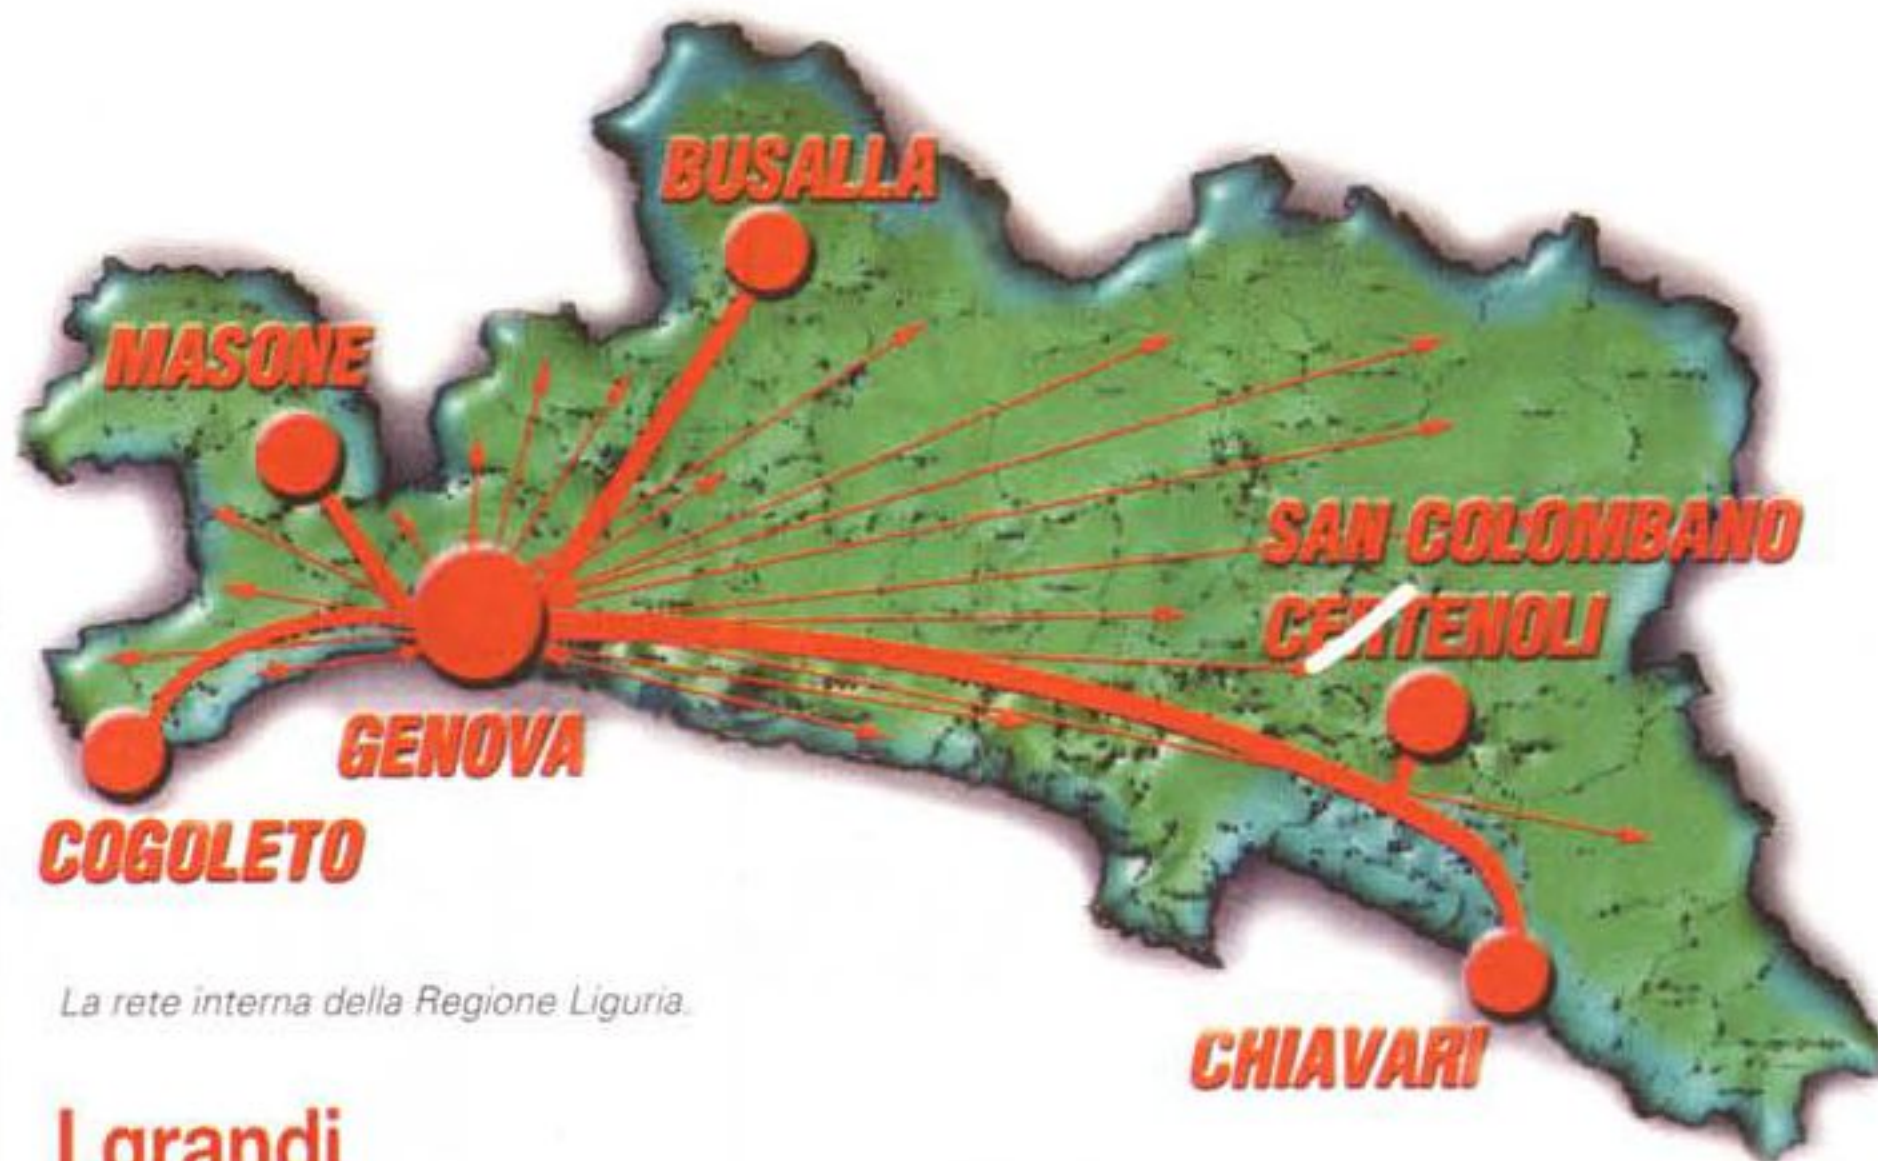 BUSALLA
MASONE
SAN COLOMBANO
GENOVA
COGOLETO
La rete interna della Regione Liguria.
CHIAVARI
I grandi